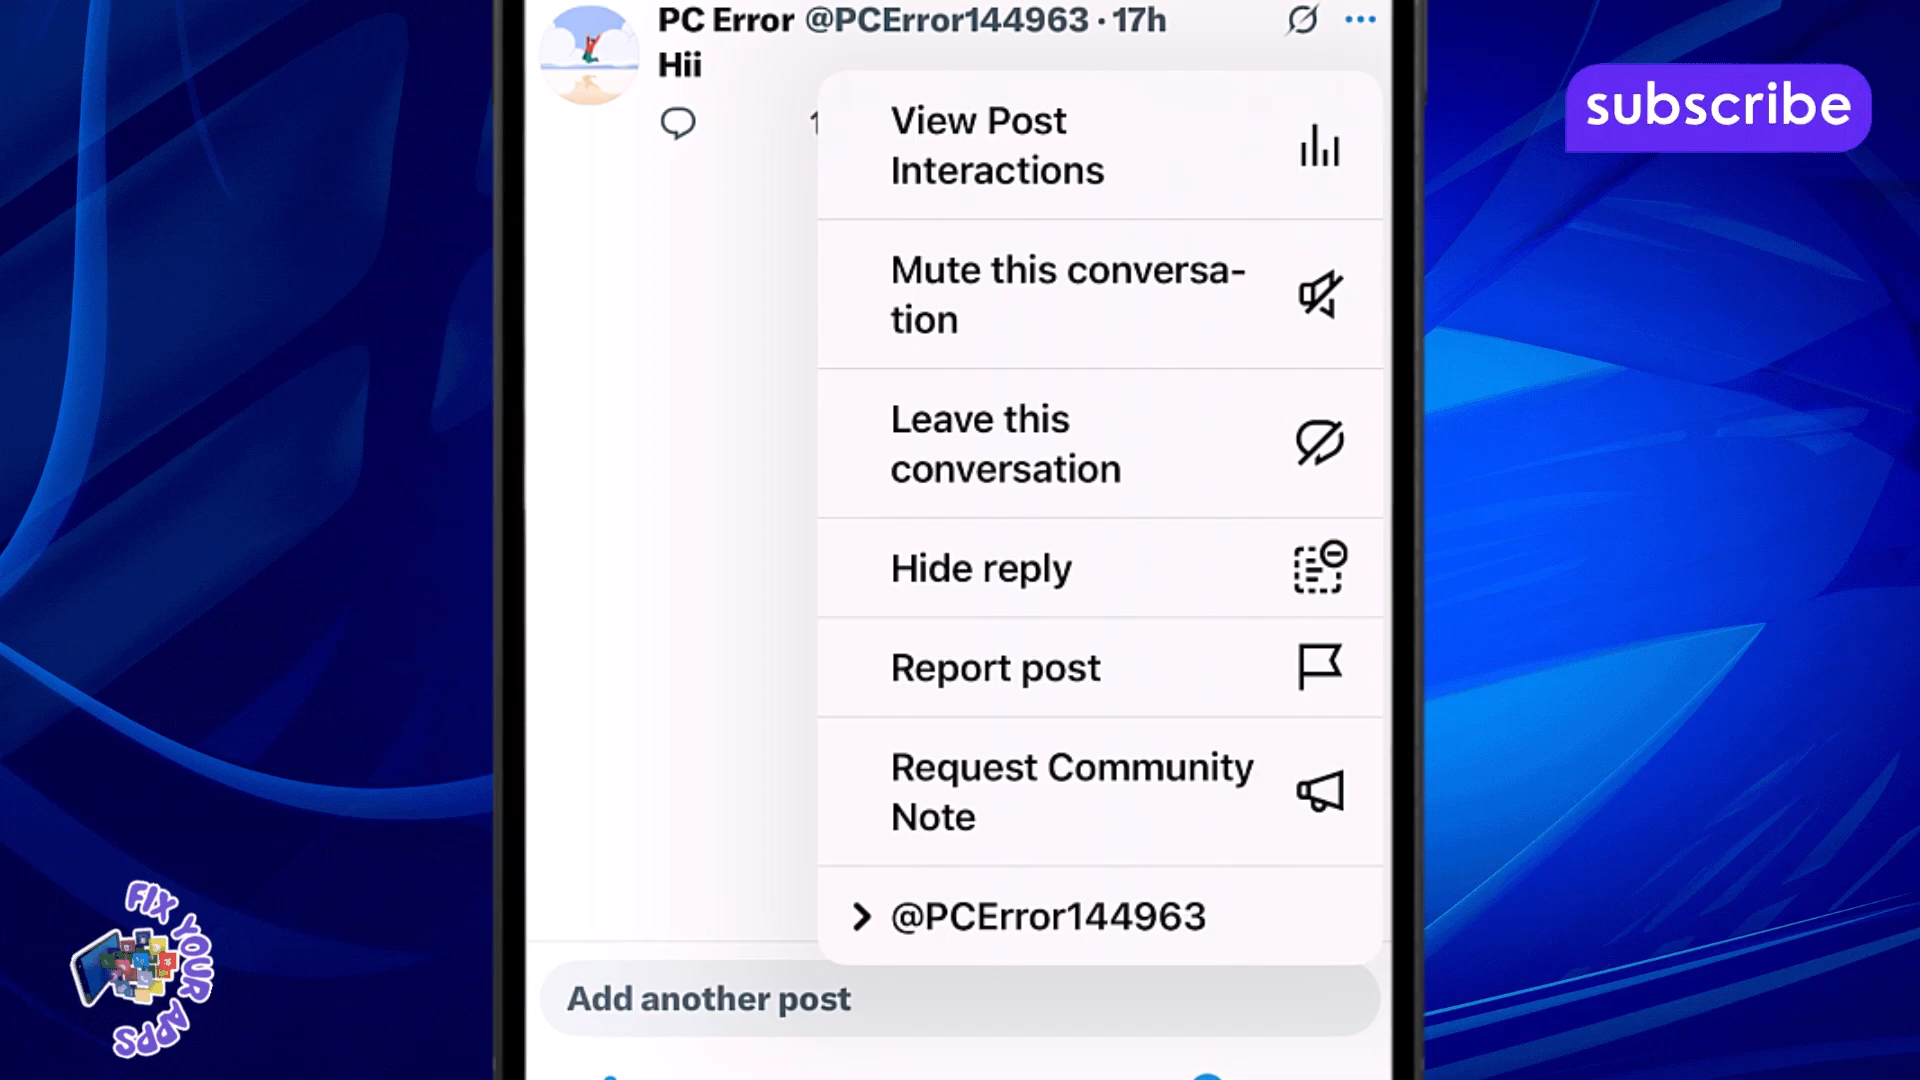 PC Error @PCError144963 · 17h
Hii
View Post
Interactions
Mute this conversa-
tion
Leave this
conversation
Hide reply
Report post
Request Community
Note
@PCError144963
Add another post
subscribe
FIX YOUR APPS